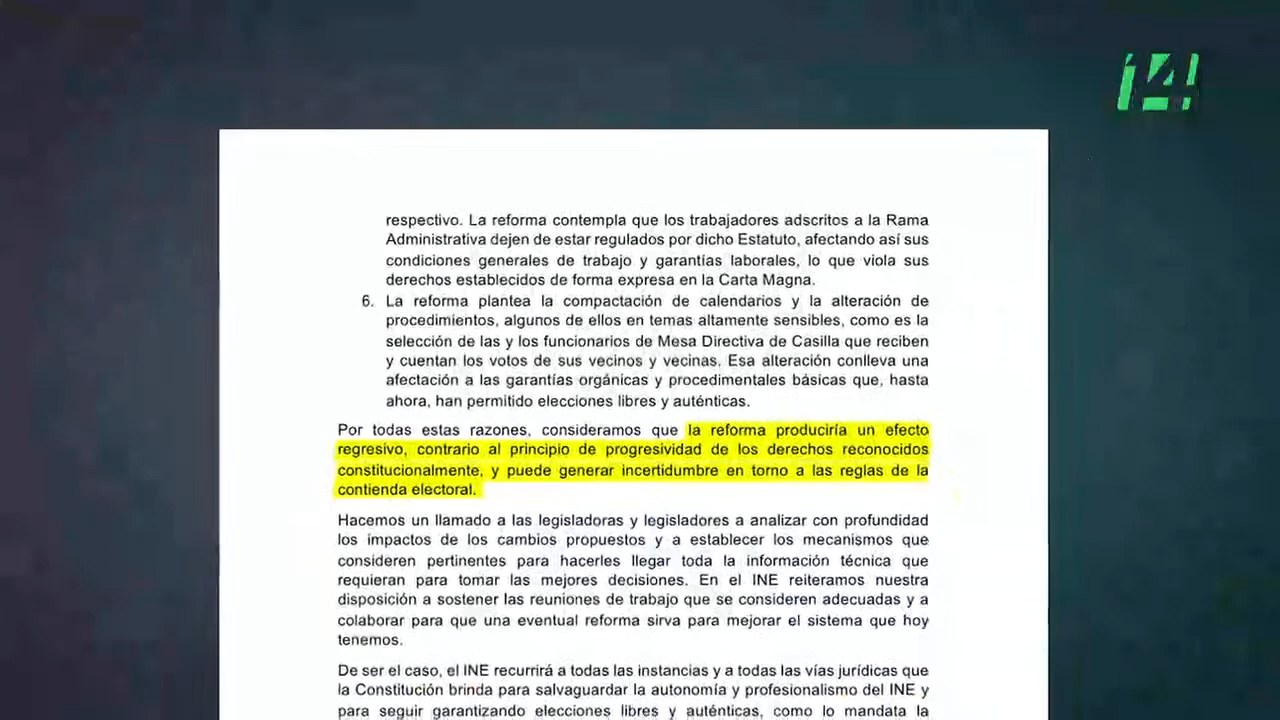 14
respectivo. La reforma contempla que los trabajadores adscritos a la Rama
Administrativa dejen de estar regulados por dicho Estatuto, afectando así sus
condiciones generales de trabajo y garantías laborales, lo que viola sus
derechos establecidos de forma expresa en la Carta Magna.
6. La reforma plantea la compactación de calendarios y la alteración de
procedimientos, algunos de ellos en temas altamente sensibles, como es la
selección de las y los funcionarios de Mesa Directiva de Casilla que reciben
y cuentan los votos de sus vecinos y vecinas. Esa alteración conlleva una
afectación a las garantías orgánicas y procedimentales básicas que, hasta
ahora, han permitido elecciones libres y auténticas.
Por todas estas razones, consideramos que la reforma produciría un efecto
regresivo, contrario al principio de progresividad de los derechos reconocidos
constitucionalmente, y puede generar incertidumbre en torno a las reglas de la
contienda electoral.
Hacemos un llamado a las legisladoras y legisladores a analizar con profundidad
los impactos de los cambios propuestos y a establecer los mecanismos que
consideren pertinentes para hacerles llegar toda la información técnica que
requieran para tomar las mejores decisiones. En el INE reiteramos nuestra
disposición a sostener las reuniones de trabajo que se consideren adecuadas y a
colaborar para que una eventual reforma sirva para mejorar el sistema que hoy
tenemos.
De ser el caso, el INE recurrirá a todas las instancias y a todas las vías jurídicas que
la Constitución brinda para salvaguardar la autonomía y profesionalismo del INE y
para seguir garantizando elecciones libres y auténticas, como lo mandata la